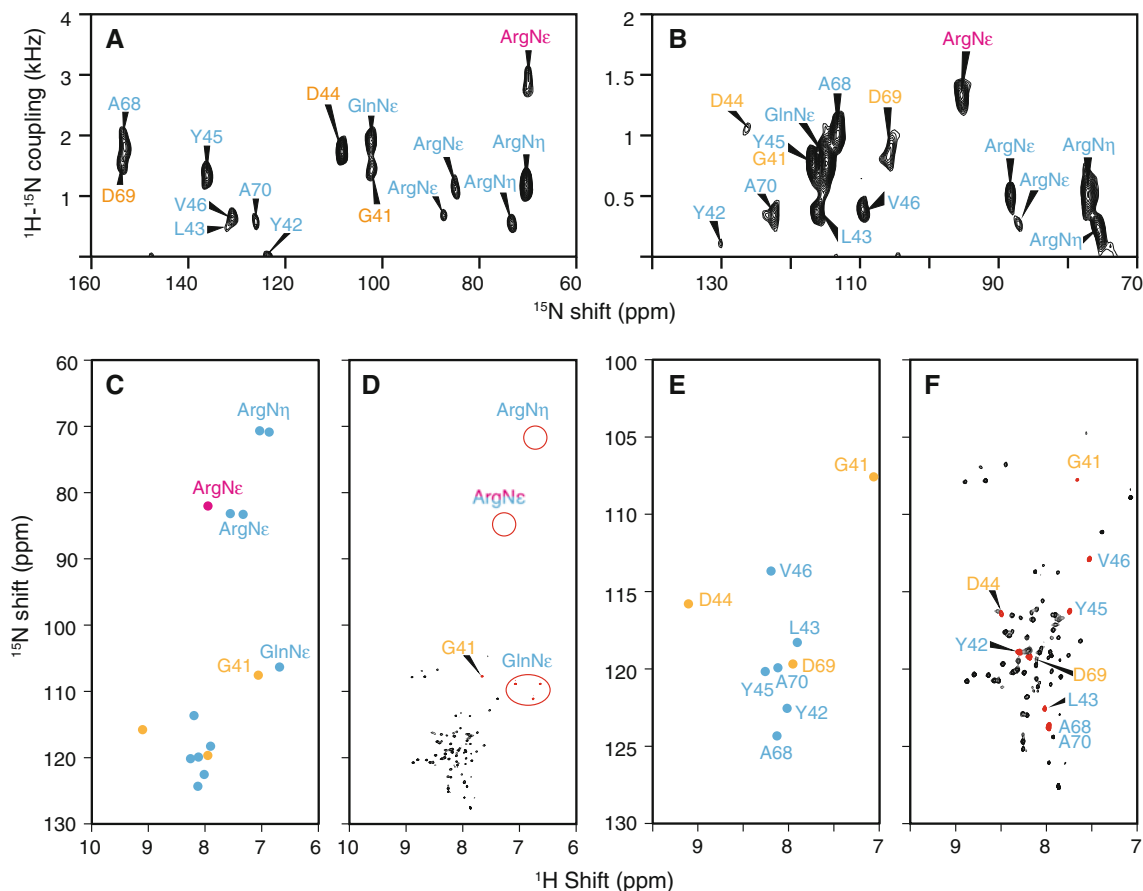 A
4
3
2
1
¹H-¹⁵N coupling (kHz)
A68
D69
Y45
V46
L43
A70
Y42
D44
GlnNε
G41
ArgNε
ArgNε
ArgNε
ArgNη
ArgNη
160
140
120
100
80
60
B
2
1.5
1
0.5
ArgNε
D44
GlnNε
Y45
G41
A68
D69
A70
Y42
V46
L43
ArgNε
ArgNε
ArgNη
ArgNη
130
110
90
70
¹⁵N shift (ppm)
C
60
70
80
90
100
110
120
130
¹⁵N shift (ppm)
ArgNη
ArgNε
ArgNε
G41
GlnNε
10
9
8
7
6
D
ArgNη
ArgNε
ArgNε
G41
GlnNε
9
8
7
6
E
100
105
110
115
120
125
130
G41
V46
D44
L43
D69
Y45
A70
Y42
A68
9
8
7
F
G41
V46
D44
Y45
Y42
D69
L43
A68
A70
9
8
7
¹H Shift (ppm)